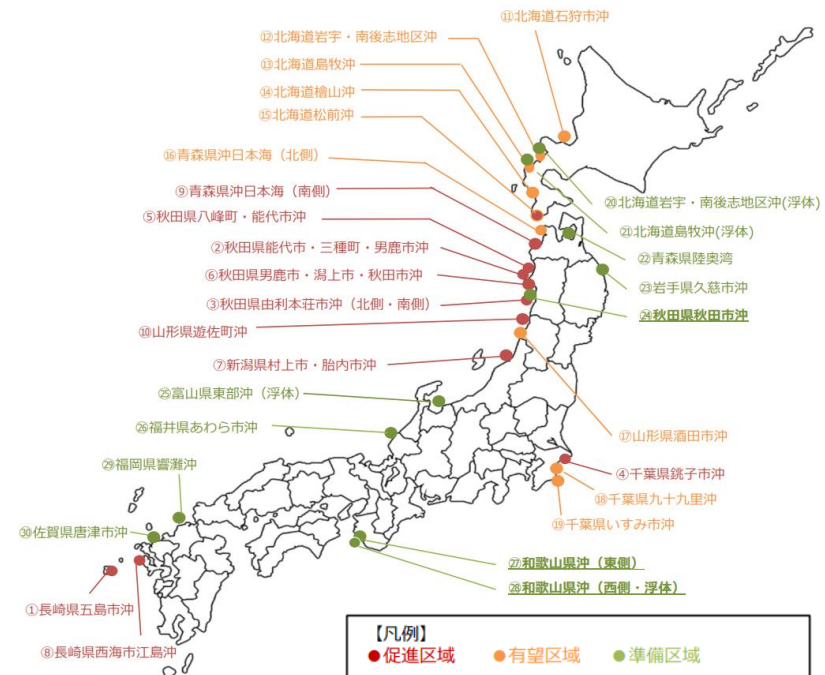 ⑪北海道石狩市沖
⑫北海道岩宇・南後志地区沖
⑬北海道島牧沖
⑭北海道檜山沖
⑮北海道松前沖
⑯青森県沖日本海（北側）
⑨青森県沖日本海（南側）
⑤秋田県八峰町・能代市沖
②秋田県能代市・三種町・男鹿市沖
⑥秋田県男鹿市・潟上市・秋田市沖
③秋田県由利本荘市沖（北側・南側）
⑩山形県遊佐町沖
⑦新潟県村上市・胎内市沖
㉕富山県東部沖（浮体）
㉖福井県あわら市沖
㉙福岡県響灘沖
㉚佐賀県唐津市沖
①長崎県五島市沖
⑧長崎県西海市江島沖
⑳北海道岩宇・南後志地区沖(浮体)
㉑北海道島牧沖(浮体)
㉒青森県陸奥湾
㉓岩手県久慈市沖
㉔秋田県秋田市沖
⑰山形県酒田市沖
④千葉県銚子市沖
⑱千葉県九十九里沖
⑲千葉県いすみ市沖
㉗和歌山県沖（東側）
㉘和歌山県沖（西側・浮体）
【凡例】
●促進区域 ●有望区域 ●準備区域